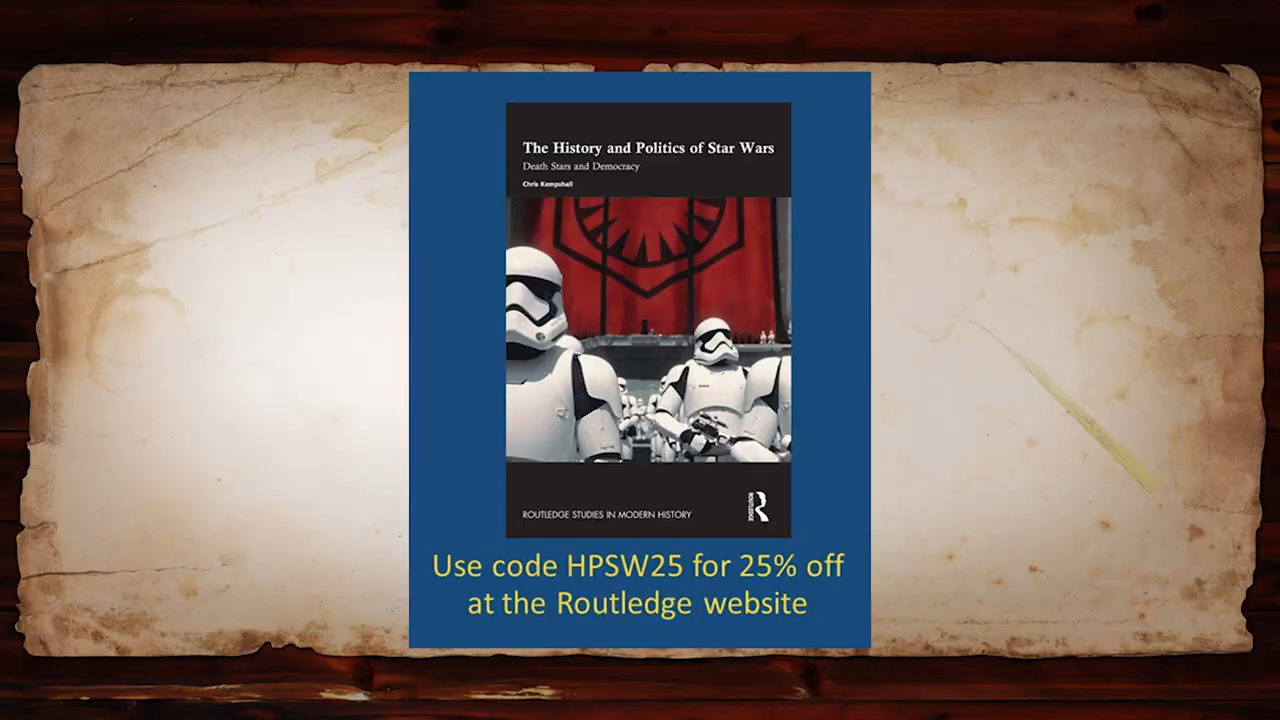 The History and Politics of Star Wars
Death Stars and Democracy
Chris Kempshall
ROUTLEDGE STUDIES IN MODERN HISTORY
ROUTLEDGE
Use code HPSW25 for 25% off
at the Routledge website